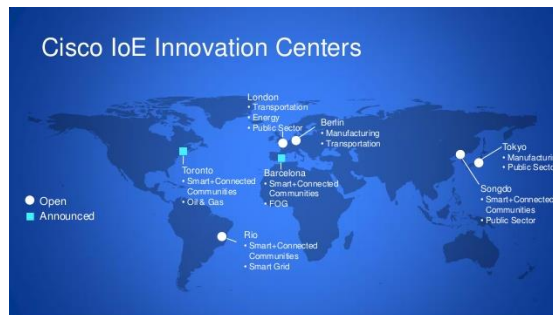 Cisco IoE Innovation Centers
London
• Transportation
• Energy
• Public Sector
Berlin
• Manufacturing
• Transportation
Tokyo
• Manufacturin
• Public Secto
Toronto
• Smart+Connected
Communities
• Oil & Gas
Barcelona
• Smart+Connected
Communities
• FOG
Songdo
• Smart+Connected
Communities
• Public Sector
Open
Announced
Rio
• Smart+Connected
Communities
• Smart Grid